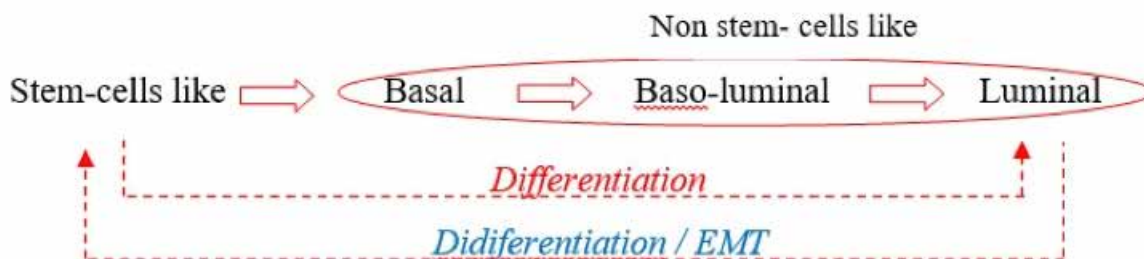 Non stem- cells like
Stem-cells like Basal Baso-luminal Luminal
Differentiation
Didiferentiation / EMT